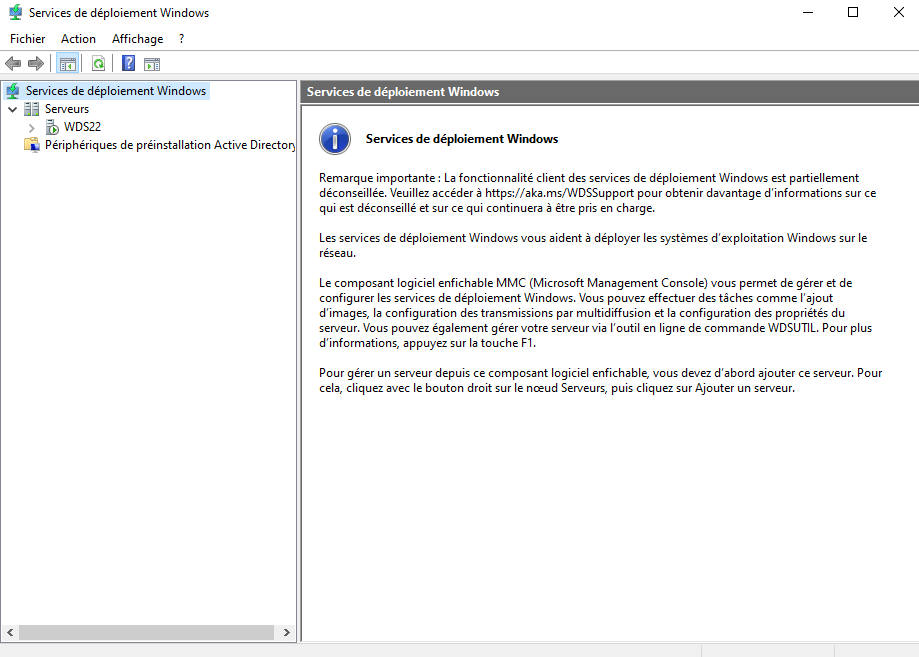 Services de déploiement Windows
Fichier Action Affichage ?
Services de déploiement Windows
Serveurs
WDS22
Périphériques de préinstallation Active Directory
Services de déploiement Windows
Services de déploiement Windows
Remarque importante : La fonctionnalité client des services de déploiement Windows est partiellement
déconseillée. Veuillez accéder à https://aka.ms/WDSSupport pour obtenir davantage d'informations sur ce
qui est déconseillé et sur ce qui continuera à être pris en charge.
Les services de déploiement Windows vous aident à déployer les systèmes d'exploitation Windows sur le
réseau.
Le composant logiciel enfichable MMC (Microsoft Management Console) vous permet de gérer et de
configurer les services de déploiement Windows. Vous pouvez effectuer des tâches comme l'ajout
d'images, la configuration des transmissions par multidiffusion et la configuration des propriétés du
serveur. Vous pouvez également gérer votre serveur via l'outil en ligne de commande WDSUTIL. Pour plus
d'informations, appuyez sur la touche F1.
Pour gérer un serveur depuis ce composant logiciel enfichable, vous devez d'abord ajouter ce serveur. Pour
cela, cliquez avec le bouton droit sur le nœud Serveurs, puis cliquez sur Ajouter un serveur.